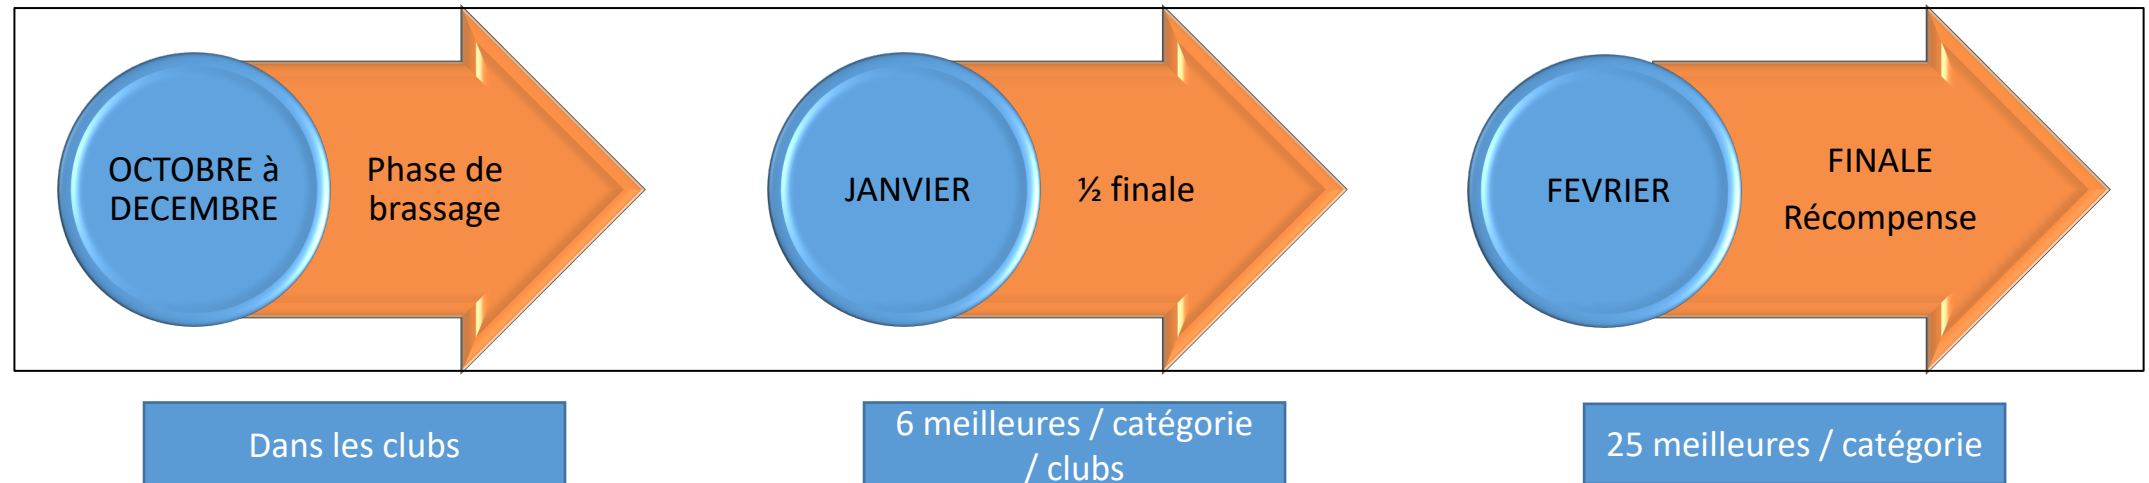 OCTOBRE à
DECEMBRE
Phase de
brassage
JANVIER
½ finale
FEVRIER
FINALE
Récompense
Dans les clubs
6 meilleures / catégorie
/ clubs
25 meilleures / catégorie